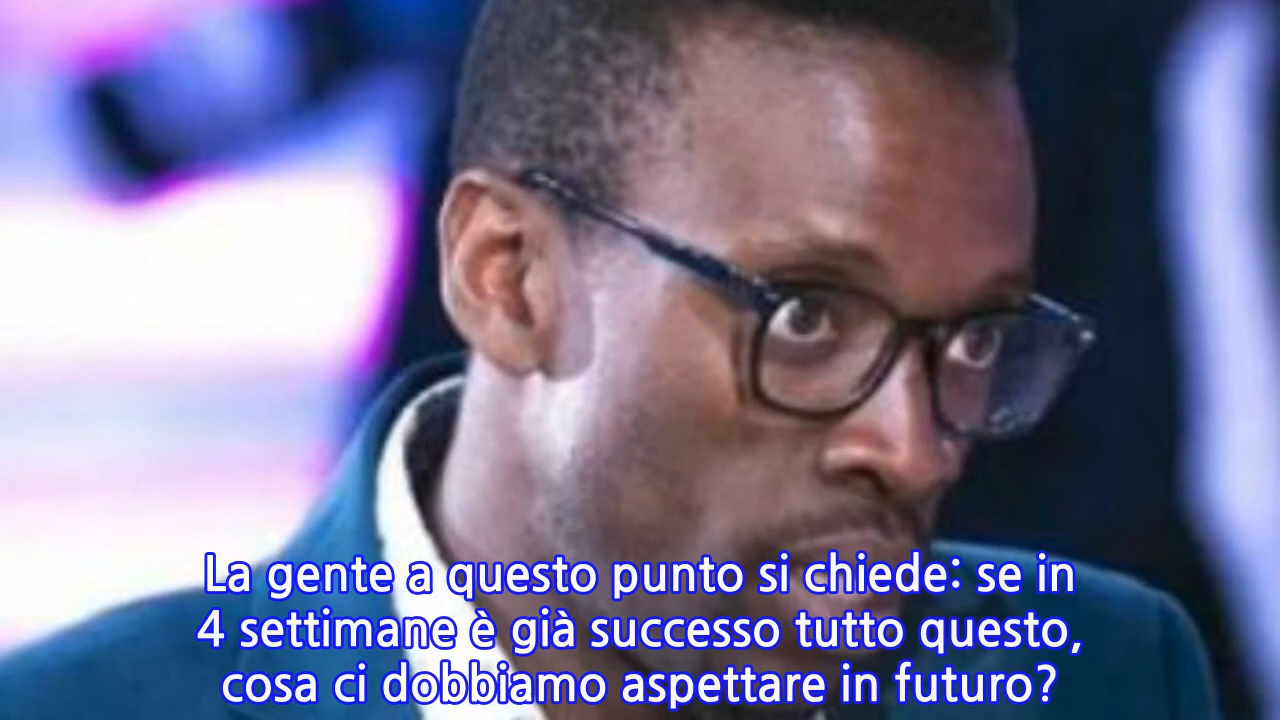 La gente a questo punto si chiede: se in
4 settimane è già successo tutto questo,
cosa ci dobbiamo aspettare in futuro?